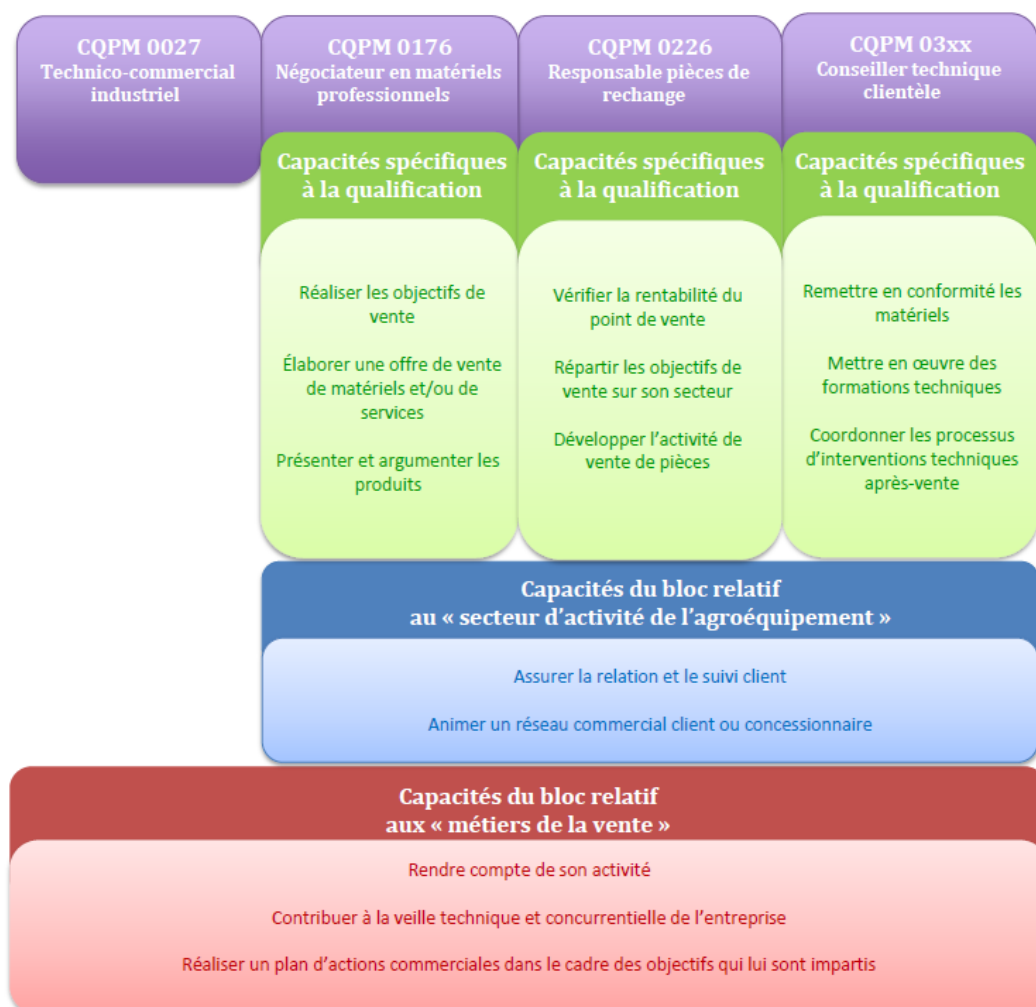 CQPM 0027
Technico-commercial
industriel
CQPM 0176
Négociateur en matériels
professionnels
CQPM 0226
Responsable pièces de
rechange
CQPM 03xx
Conseiller technique
clientèle
Capacités spécifiques
à la qualification
Réaliser les objectifs de
vente
Élaborer une offre de vente
de matériels et/ou de
services
Présenter et argumenter les
produits
Capacités spécifiques
à la qualification
Vérifier la rentabilité du
point de vente
Répartir les objectifs de
vente sur son secteur
Développer l’activité de
vente de pièces
Capacités spécifiques
à la qualification
Remettre en conformité les
matériels
Mettre en œuvre des
formations techniques
Coordonner les processus
d’interventions techniques
après-vente
Capacités du bloc relatif
au « secteur d’activité de l’agroéquipement »
Assurer la relation et le suivi client
Animer un réseau commercial client ou concessionnaire
Capacités du bloc relatif
aux « métiers de la vente »
Rendre compte de son activité
Contribuer à la veille technique et concurrentielle de l’entreprise
Réaliser un plan d’actions commerciales dans le cadre des objectifs qui lui sont impartis